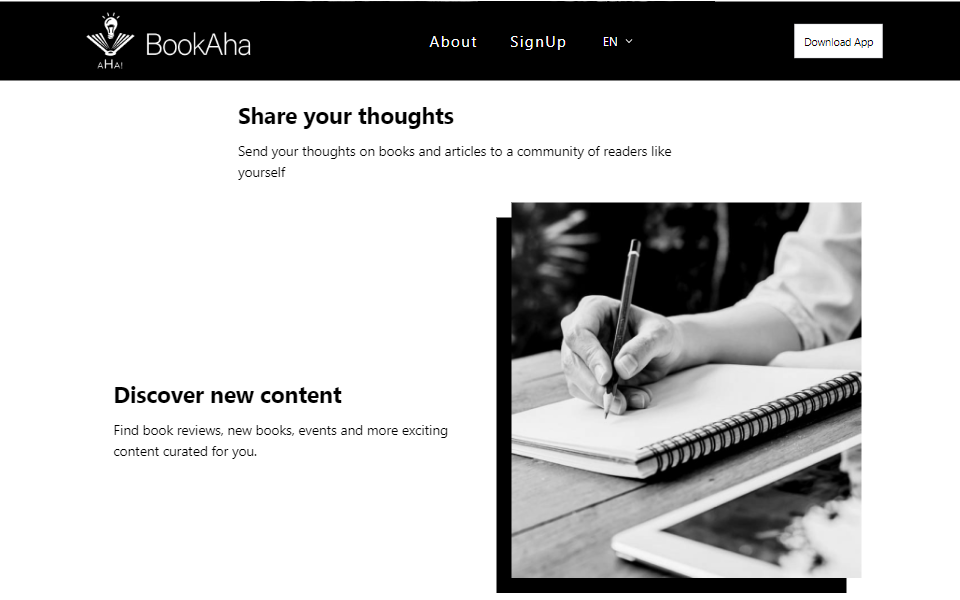 AHA!
BookAha
About
SignUp
EN
Download App
Share your thoughts
Send your thoughts on books and articles to a community of readers like
yourself
Discover new content
Find book reviews, new books, events and more exciting
content curated for you.